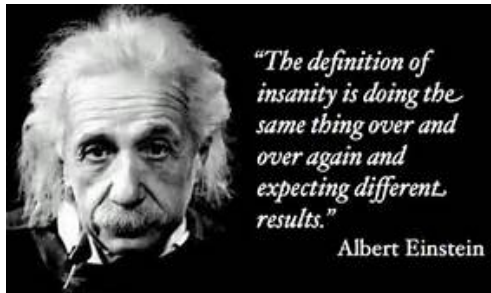 “The definition of
insanity is doing the
same thing over and
over again and
expecting different
results.”
Albert Einstein